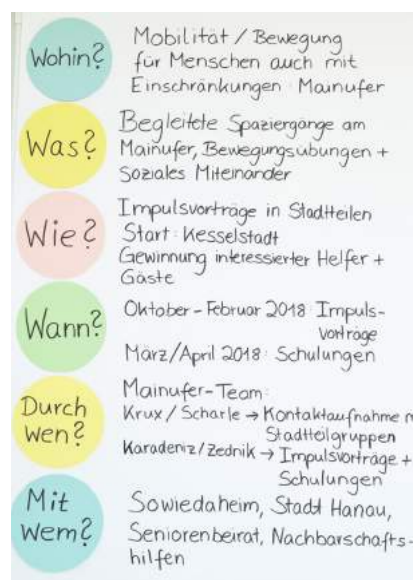 Wohin?
Mobilität / Bewegung
für Menschen auch mit
Einschränkungen: Mainufer
Was?
Begleitete Spaziergänge am
Mainufer, Bewegungsübungen +
Soziales Miteinander
Wie?
Impulsvorträge in Stadtteilen
Start: Kesselstadt
Gewinnung interessierter Helfer +
Gäste
Wann?
Oktober - Februar 2018: Impuls-
vorträge
März/April 2018: Schulungen
Durch
wen?
Mainufer-Team:
Krux / Scharle → Kontaktaufnahme m
Stadtteilgruppen
Karadeniz / Zednik → Impulsvorträge +
Schulungen
Mit
wem?
Sowiedaheim, Stadt Hanau,
Seniorenbeirat, Nachbarschafts-
hilfen